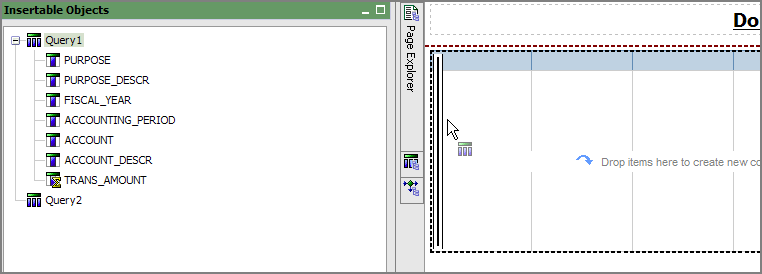 Insertable Objects
Query1
PURPOSE
PURPOSE_DESCR
FISCAL_YEAR
ACCOUNTING_PERIOD
ACCOUNT
ACCOUNT_DESCR
TRANS_AMOUNT
Query2
Page Explorer
Do
Drop items here to create new co